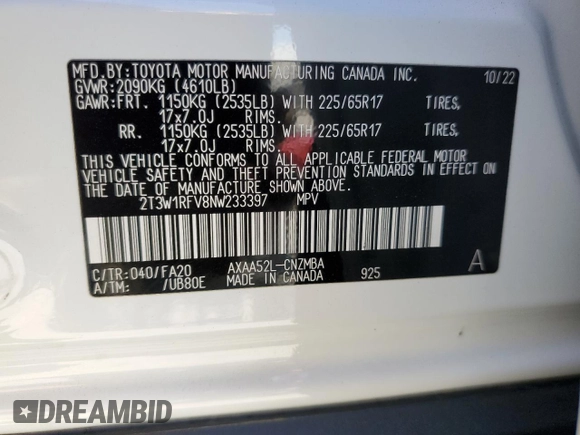 MFD.BY:TOYOTA MOTOR MANUFACTURING CANADA INC. 10/22
GVWR:2090KG (4610LB)
GAWR:FRT. 1150KG (2535LB) WITH 225/65R17 TIRES,
17x7.0J RIMS.
RR. 1150KG (2535LB) WITH 225/65R17 TIRES,
17x7.0J RIMS.
THIS VEHICLE CONFORMS TO ALL APPLICABLE FEDERAL MOTOR
VEHICLE SAFETY AND THEFT PREVENTION STANDARDS IN EFFECT ON
THE DATE OF MANUFACTURE SHOWN ABOVE.
2T3W1RFV8NW233397 MPV
C/TR:040/FA20 AXAA52L-CNZMBA A
A/TM: /UB80E MADE IN CANADA 925
DREAMBID